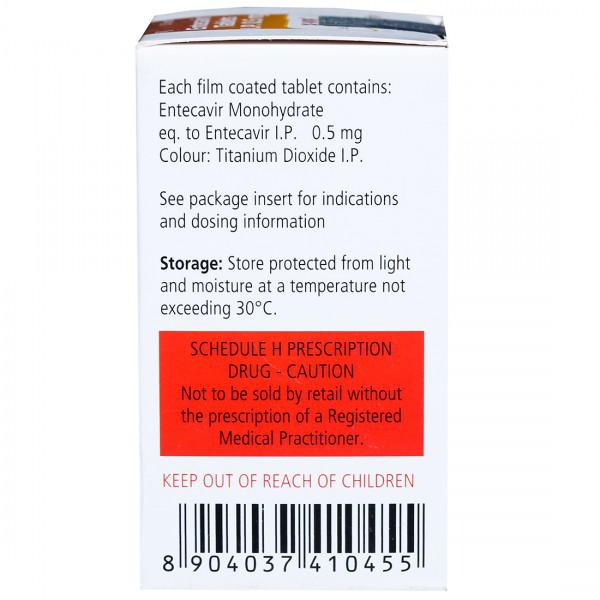 Each film coated tablet contains:
Entecavir Monohydrate
eq. to Entecavir I.P. 0.5 mg
Colour: Titanium Dioxide I.P.
See package insert for indications
and dosing information
Storage: Store protected from light
and moisture at a temperature not
exceeding 30°C.
SCHEDULE H PRESCRIPTION
DRUG - CAUTION
Not to be sold by retail without
the prescription of a Registered
Medical Practitioner.
KEEP OUT OF REACH OF CHILDREN
8 904037 410455